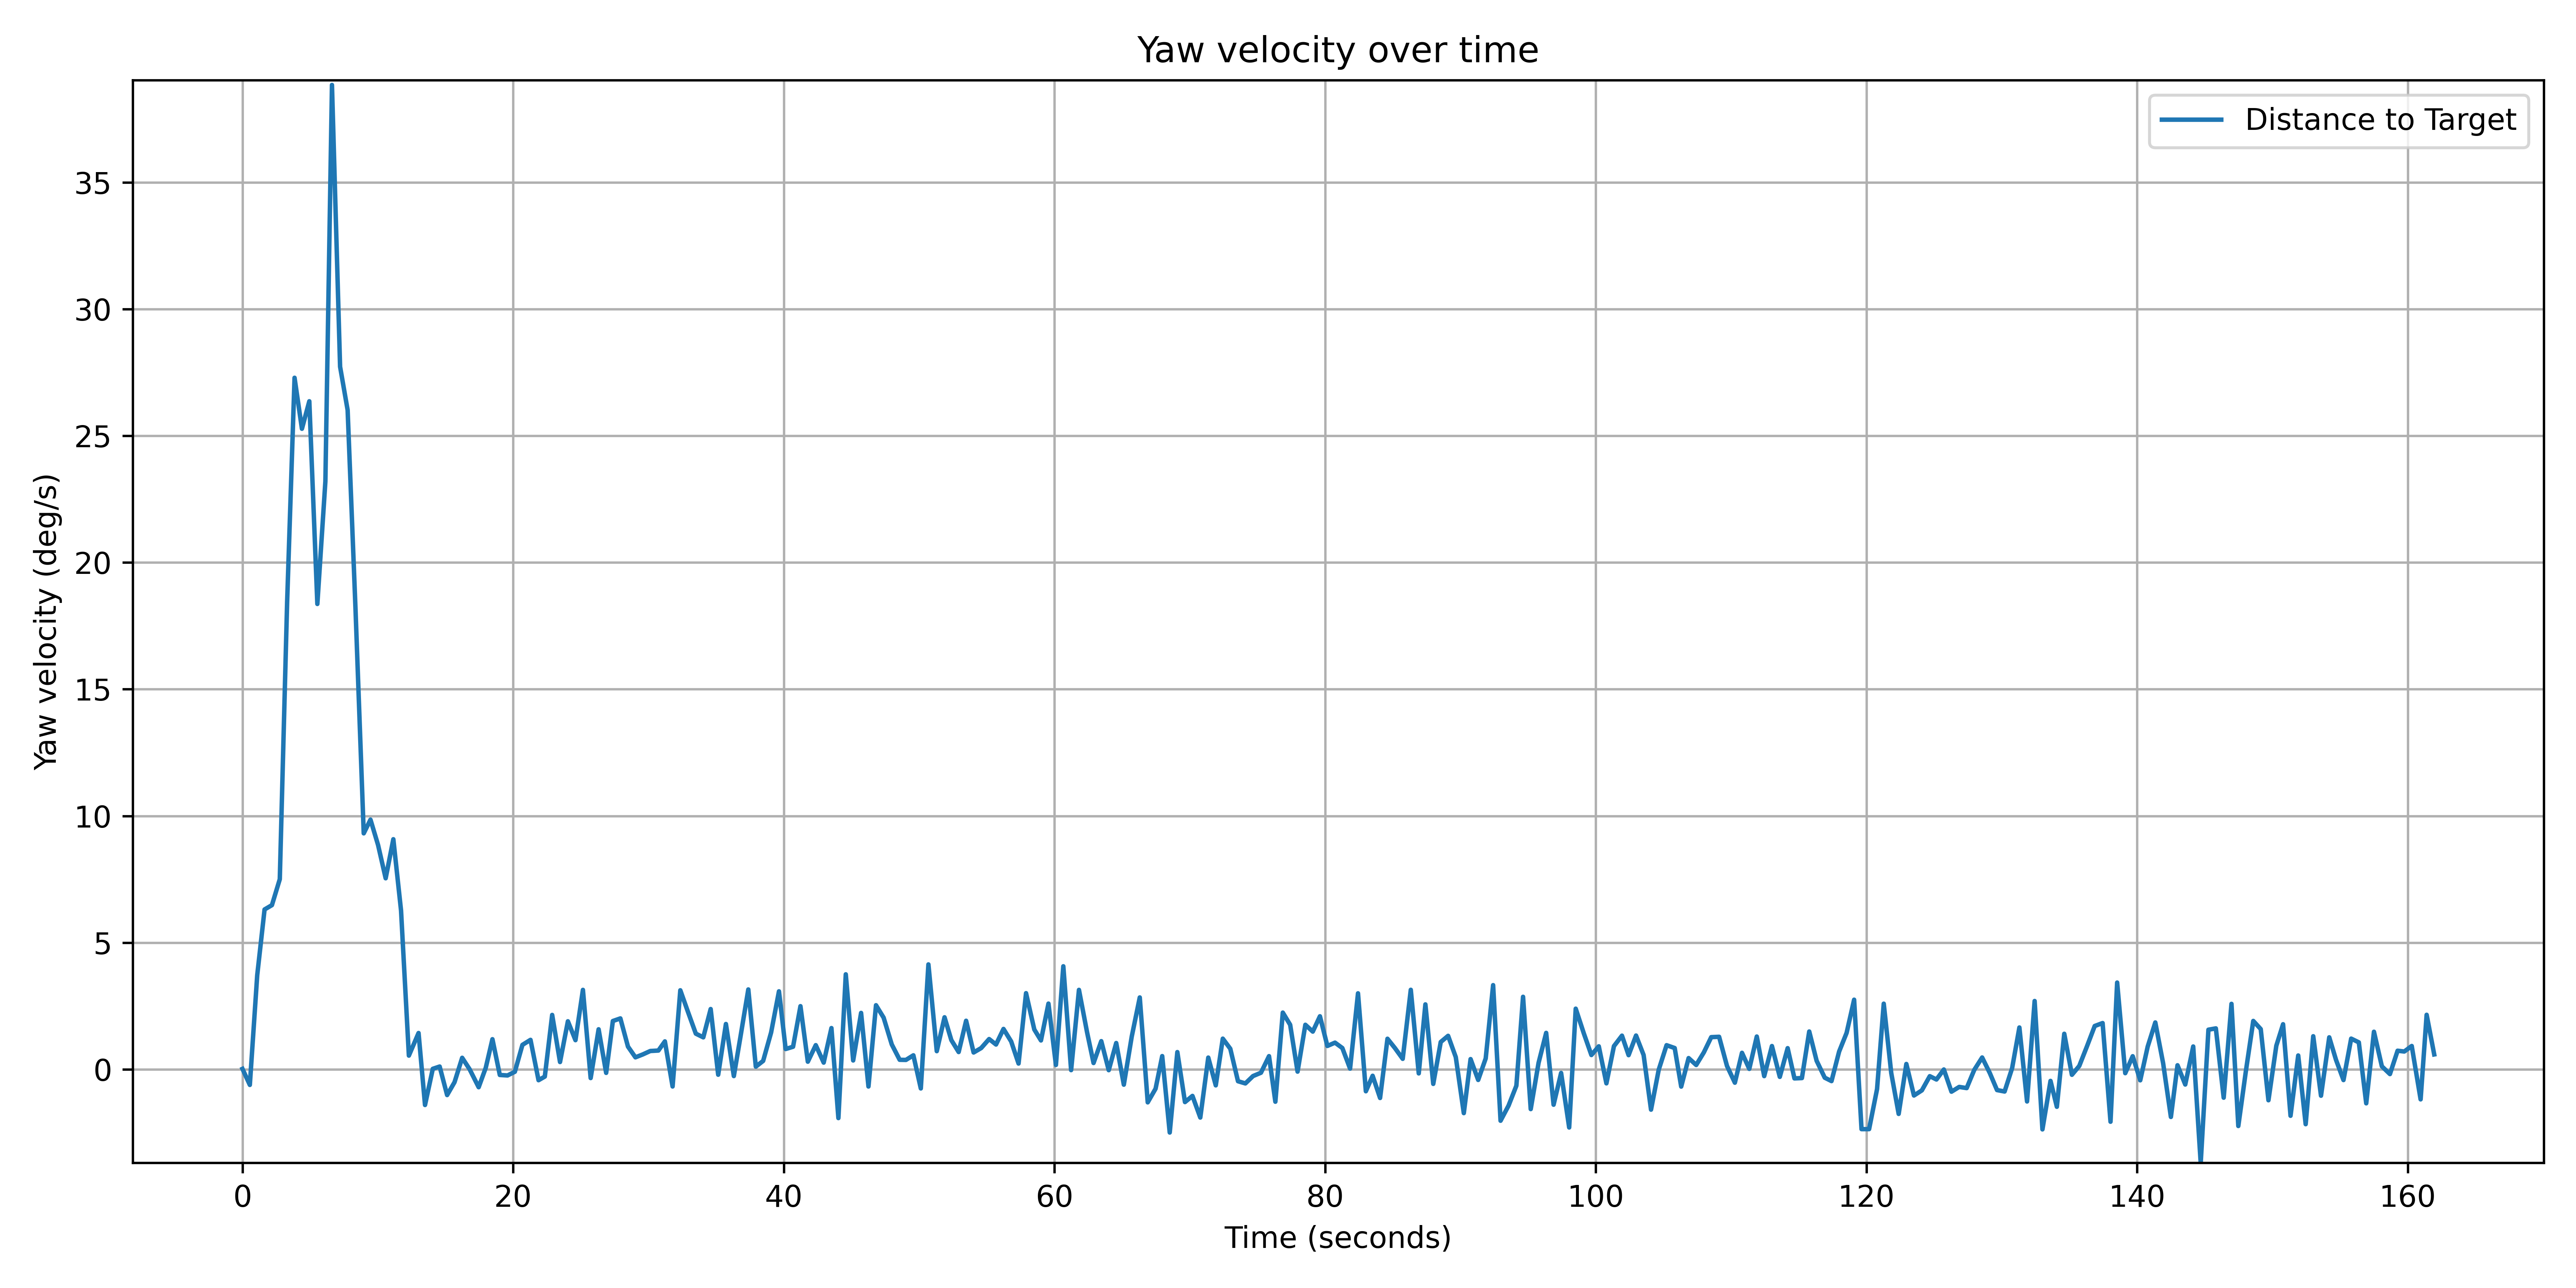 Yaw velocity over time
Distance to Target
Yaw velocity (deg/s)
35
30
25
20
15
10
5
0
0 20 40 60 80 100 120 140 160
Time (seconds)